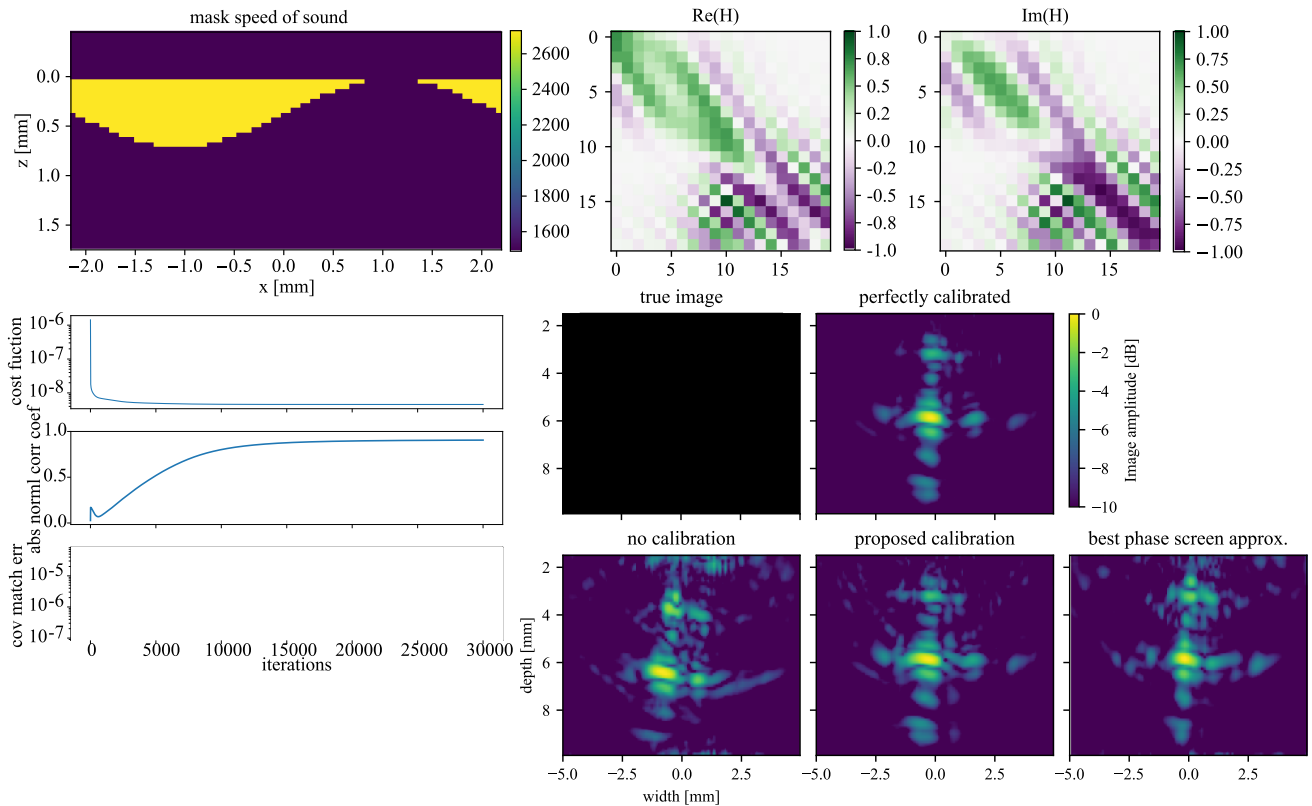 mask speed of sound
Re(H)
Im(H)
0.0
0.5
1.0
1.5
z [mm]
−2.0 −1.5 −1.0 −0.5 0.0 0.5 1.0 1.5 2.0
x [mm]
2600
2400
2200
2000
1800
1600
0
5
10
15
0 5 10 15
1.0
0.8
0.5
0.2
0.0
-0.2
-0.5
-0.8
-1.0
0
5
10
15
0 5 10 15
1.00
0.75
0.50
0.25
0.00
−0.25
−0.50
−0.75
−1.00
cost fuction
10-6
10-7
10-8
abs norml corr coef
1.0
0.5
0.0
cov match err
10-5
10-6
10-7
0 5000 10000 15000 20000 25000 30000
iterations
true image
perfectly calibrated
2
4
6
8
0
−2
−4
−6
−8
−10
Image amplitude [dB]
no calibration
proposed calibration
best phase screen approx.
depth [mm]
2
4
6
8
−5.0 −2.5 0.0 2.5
−5.0 −2.5 0.0 2.5
−5.0 −2.5 0.0 2.5
width [mm]